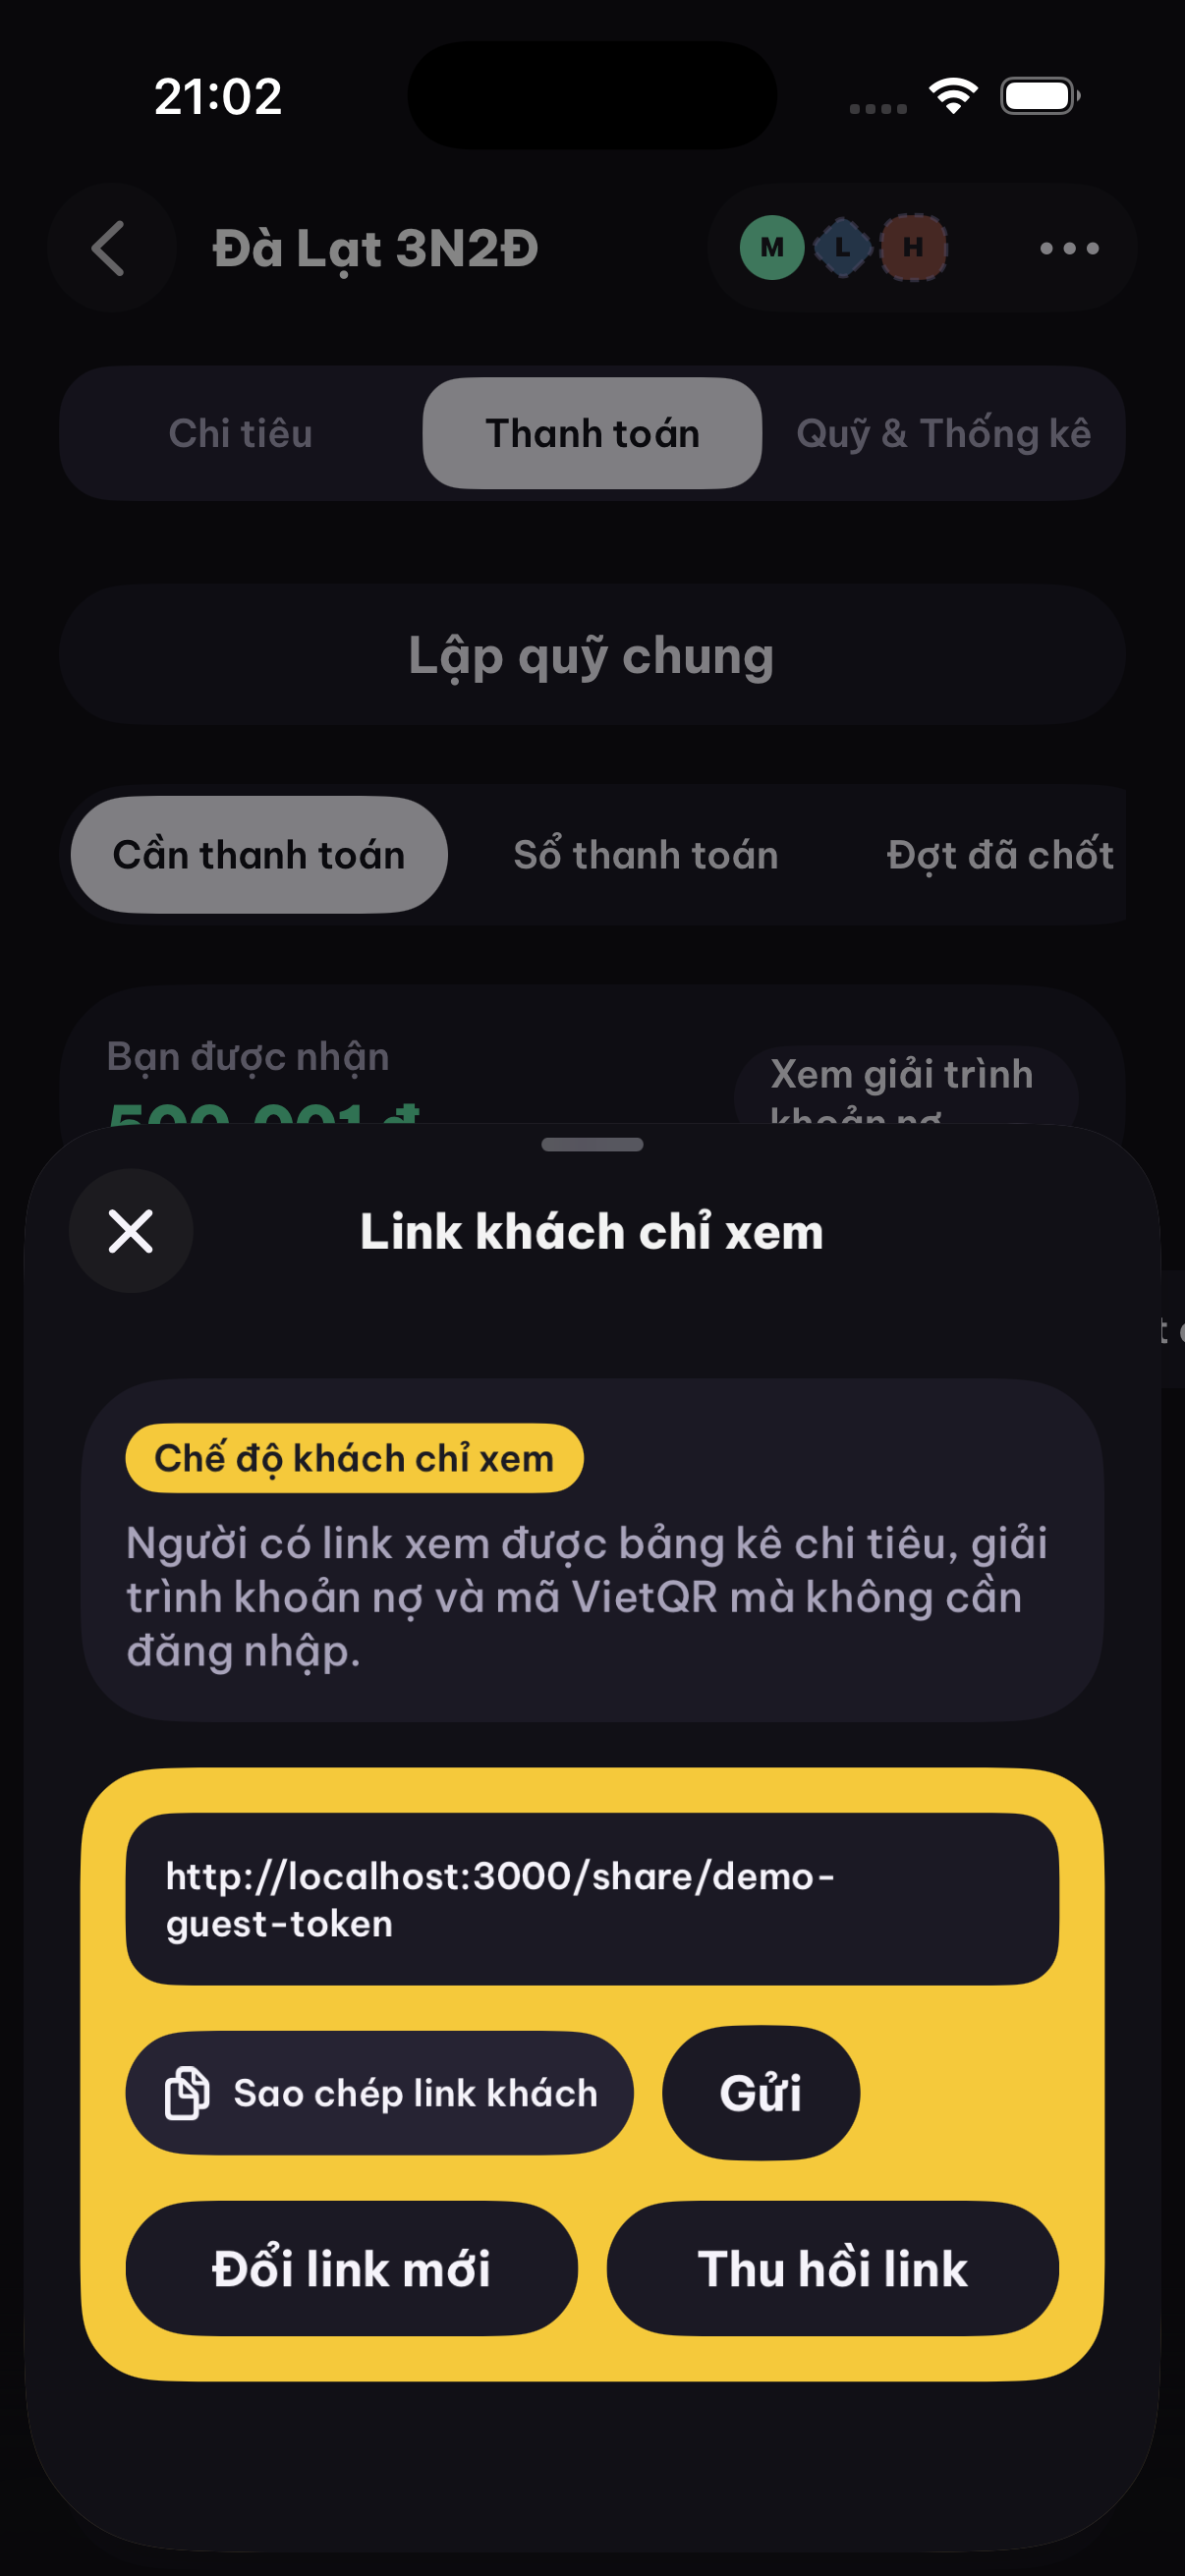 21:02
Đà Lạt 3N2Đ
M L H
Chi tiêu Thanh toán Quỹ & Thống kê
Lập quỹ chung
Cần thanh toán Sổ thanh toán Đợt đã chốt
Bạn được nhận
Xem giải trình
khoản nợ
500.001 đ
Link khách chỉ xem
Chế độ khách chỉ xem
Người có link xem được bảng kê chi tiêu, giải
trình khoản nợ và mã VietQR mà không cần
đăng nhập.
http://localhost:3000/share/demo-
guest-token
Sao chép link khách Gửi
Đổi link mới Thu hồi link